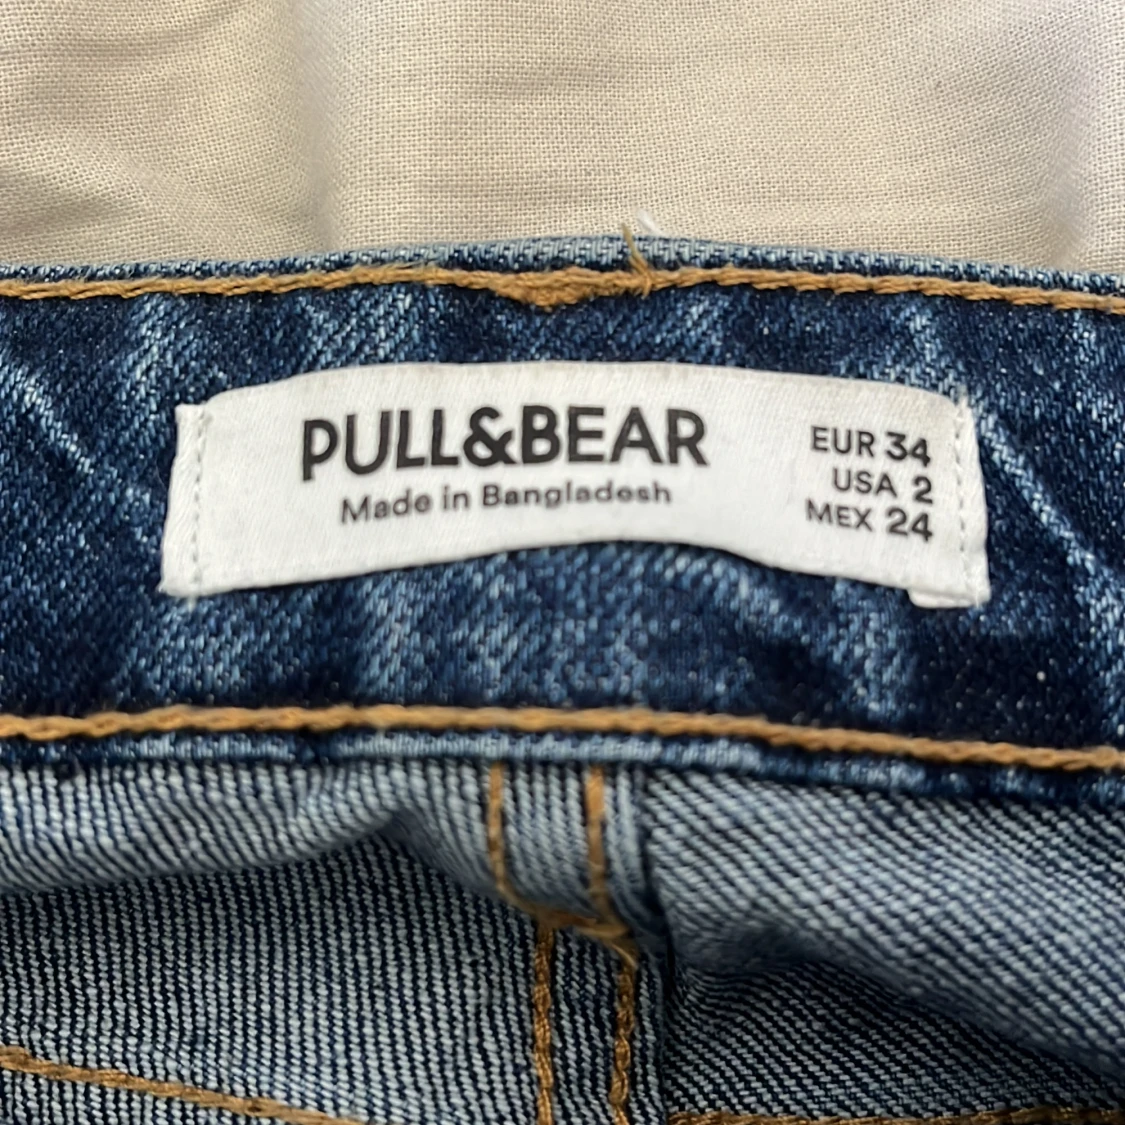 PULL&BEAR
Made in Bangladesh
EUR 34
USA 2
MEX 24